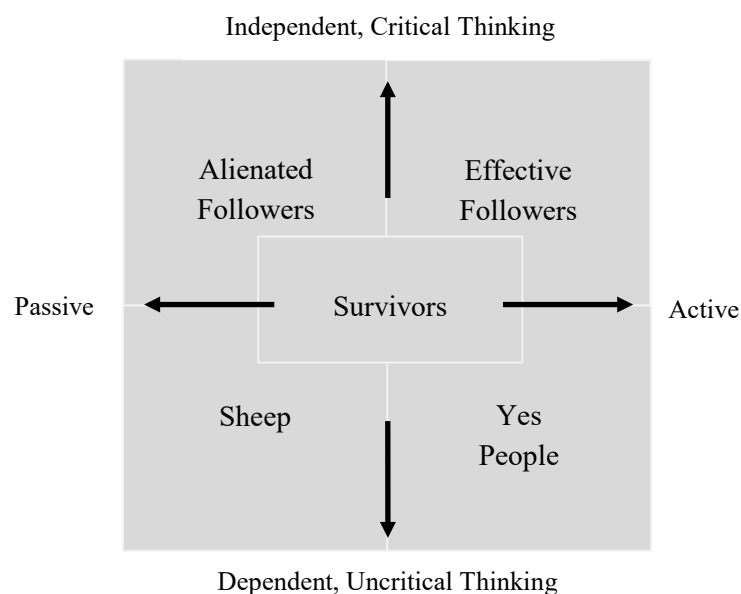 Independent, Critical Thinking
Alienated
Followers
Effective
Followers
Passive
Survivors
Active
Sheep
Yes
People
Dependent, Uncritical Thinking